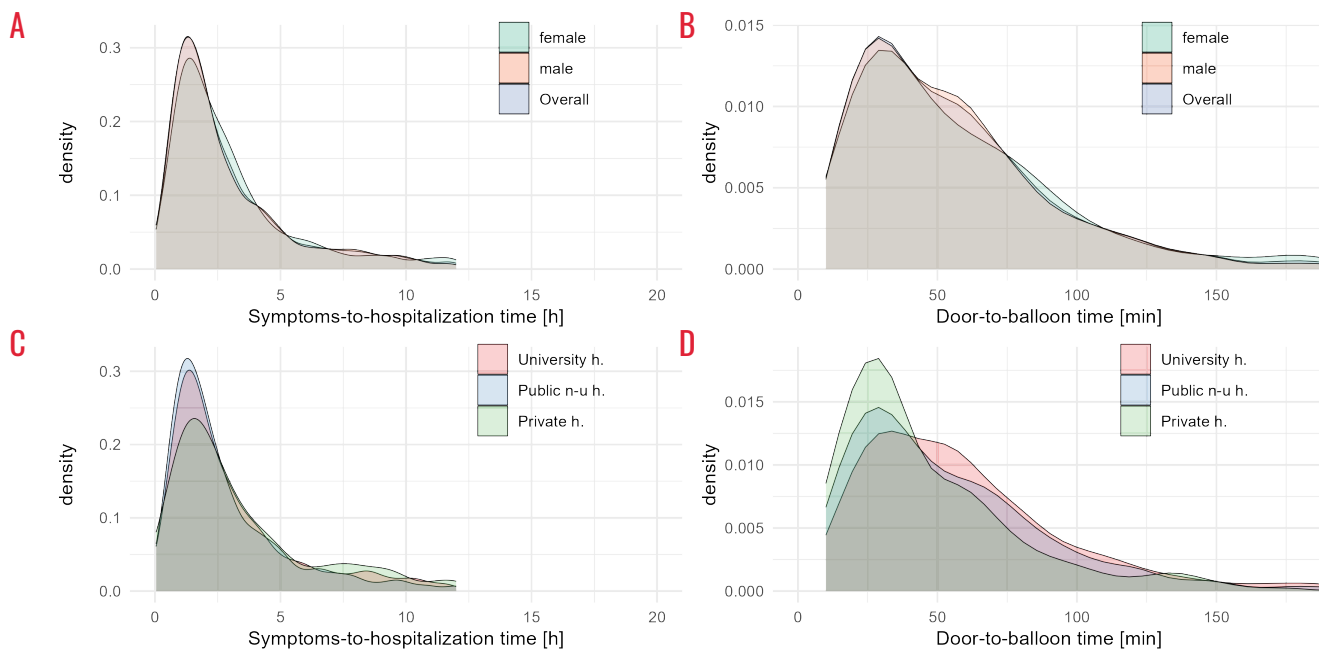 A
density
0.3
0.2
0.1
0.0
0 5 10 15 20
Symptoms-to-hospitalization time [h]
female
male
Overall
B
density
0.015
0.010
0.005
0.000
0 50 100 150
Door-to-balloon time [min]
female
male
Overall
C
density
0.3
0.2
0.1
0.0
0 5 10 15 20
Symptoms-to-hospitalization time [h]
University h.
Public n-u h.
Private h.
D
density
0.015
0.010
0.005
0.000
0 50 100 150
Door-to-balloon time [min]
University h.
Public n-u h.
Private h.